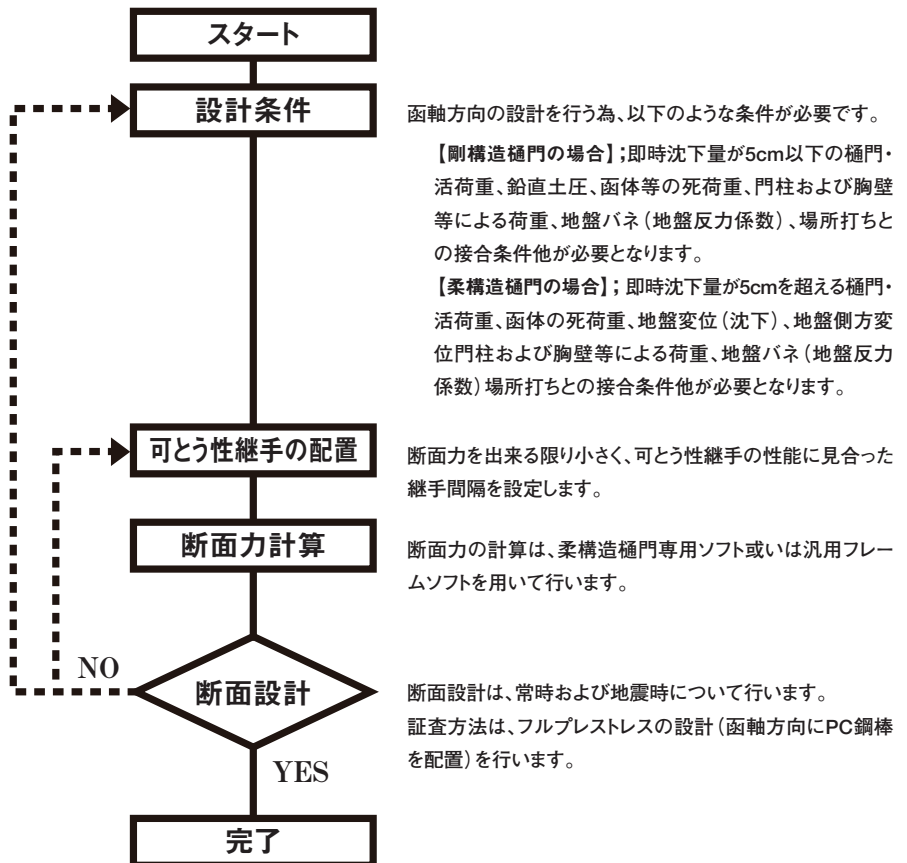 スタート
設計条件
函軸方向の設計を行う為、以下のような条件が必要です。
【剛構造樋門の場合】；即時沈下量が5cm以下の樋門・
活荷重、鉛直土圧、函体等の死荷重、門柱および胸壁
等による荷重、地盤バネ（地盤反力係数）、場所打ちと
の接合条件他が必要となります。
【柔構造樋門の場合】；即時沈下量が5cmを超える樋門・
活荷重、函体の死荷重、地盤変位（沈下）、地盤側方変
位門柱および胸壁等による荷重、地盤バネ（地盤反力
係数）場所打ちとの接合条件他が必要となります。
可とう性継手の配置
断面力を出来る限り小さく、可とう性継手の性能に見合った
継手間隔を設定します。
断面力計算
断面力の計算は、柔構造樋門専用ソフト或いは汎用フレー
ムソフトを用いて行います。
NO
断面設計
断面設計は、常時および地震時について行います。
証査方法は、フルプレストレスの設計（函軸方向にPC鋼棒
を配置）を行います。
YES
完了